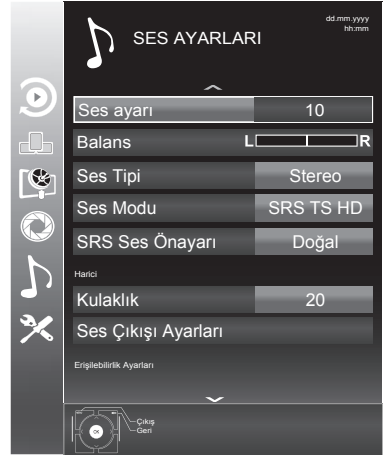 SES AYARLARI
dd.mm.yyyy
hh:mm
Ses ayarı 10
Balans L R
Ses Tipi Stereo
Ses Modu SRS TS HD
SRS Ses Önayarı Doğal
Harici
Kulaklık 20
Ses Çıkışı Ayarları
Erişilebilirlik Ayarları
Çıkış
Geri
OK